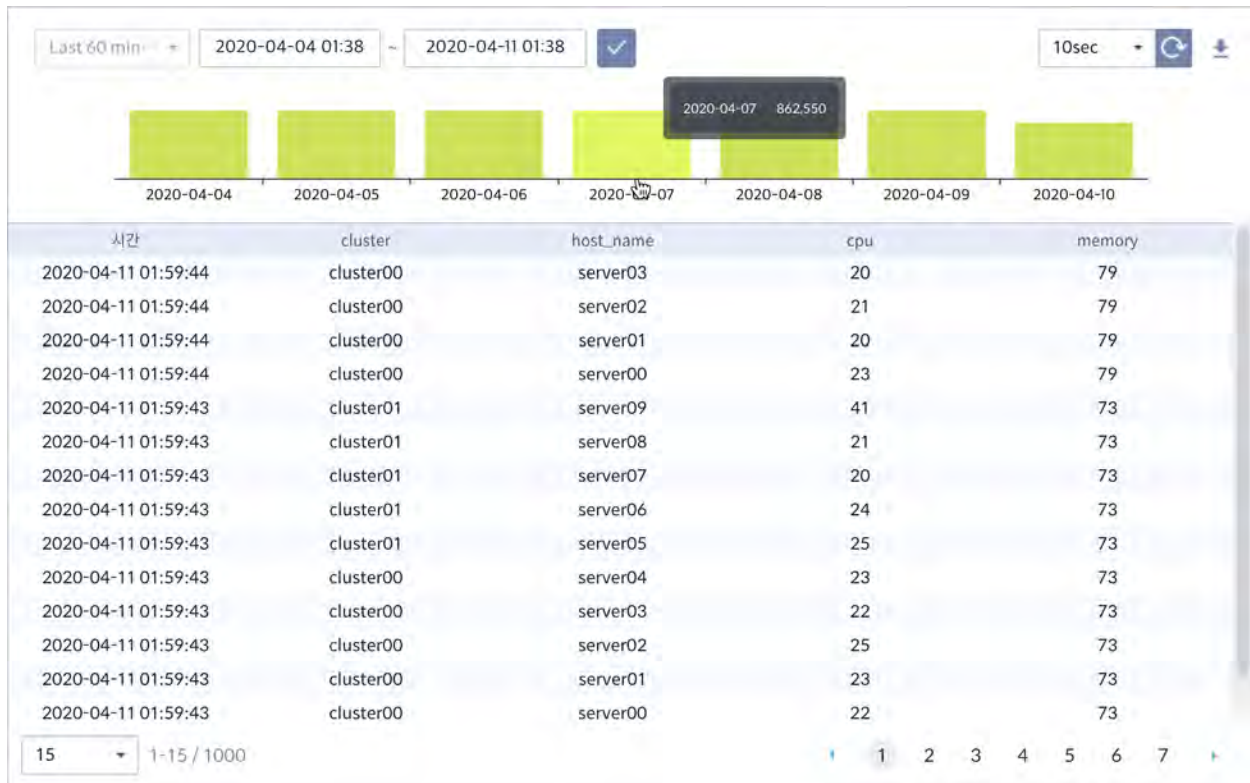 Last 60 min 2020-04-04 01:38 ~ 2020-04-11 01:38 10sec
2020-04-07 862,550
2020-04-04 2020-04-05 2020-04-06 2020-04-07 2020-04-08 2020-04-09 2020-04-10
시간 cluster host_name cpu memory
2020-04-11 01:59:44 cluster00 server03 20 79
2020-04-11 01:59:44 cluster00 server02 21 79
2020-04-11 01:59:44 cluster00 server01 20 79
2020-04-11 01:59:44 cluster00 server00 23 79
2020-04-11 01:59:43 cluster01 server09 41 73
2020-04-11 01:59:43 cluster01 server08 21 73
2020-04-11 01:59:43 cluster01 server07 20 73
2020-04-11 01:59:43 cluster01 server06 24 73
2020-04-11 01:59:43 cluster01 server05 25 73
2020-04-11 01:59:43 cluster00 server04 23 73
2020-04-11 01:59:43 cluster00 server03 22 73
2020-04-11 01:59:43 cluster00 server02 25 73
2020-04-11 01:59:43 cluster00 server01 23 73
2020-04-11 01:59:43 cluster00 server00 22 73
15 1-15 / 1000 1 2 3 4 5 6 7